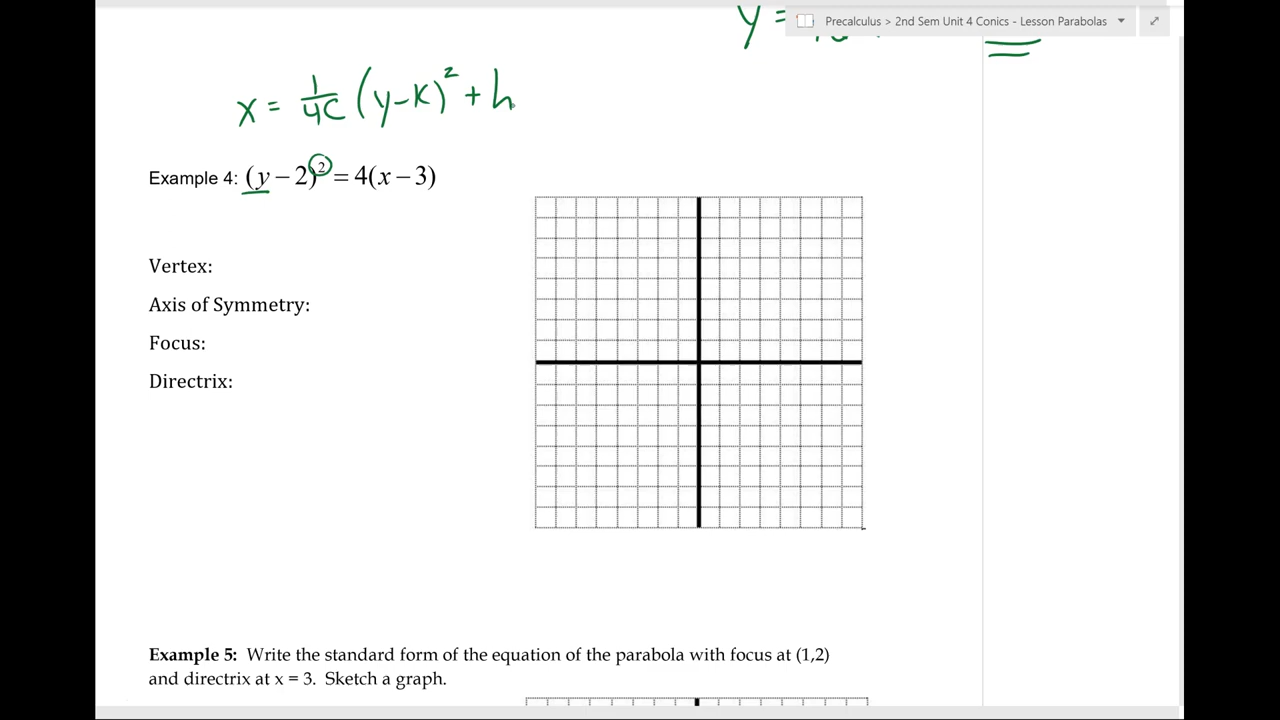 y =
Precalculus > 2nd Sem Unit 4 Conics - Lesson Parabolas
x = 1/4c (y-k)² + h
Example 4: (y − 2)² = 4(x − 3)
Vertex:
Axis of Symmetry:
Focus:
Directrix:
Example 5: Write the standard form of the equation of the parabola with focus at (1,2)
and directrix at x = 3. Sketch a graph.